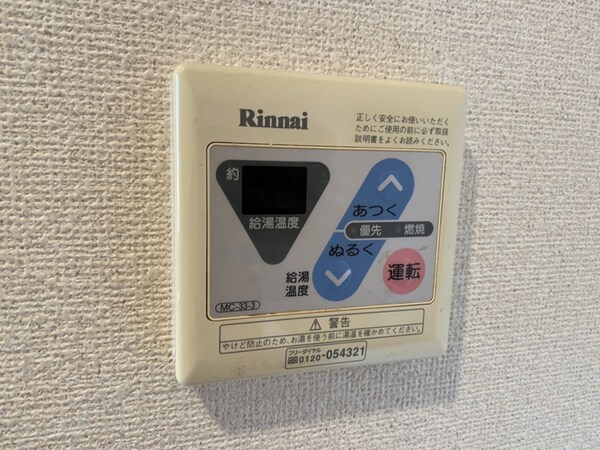 Rinnai
正しく安全にお使いいただく
ためにご使用の前に必ず取扱
説明書をよくお読みください。
約
給湯温度
あつく
優先 燃焼
ぬるく
給湯
温度
運転
MC-33-3
⚠ 警告
やけど防止のため、お湯を使う前に湯温を確かめてください。
フリーダイヤル
0120-054321